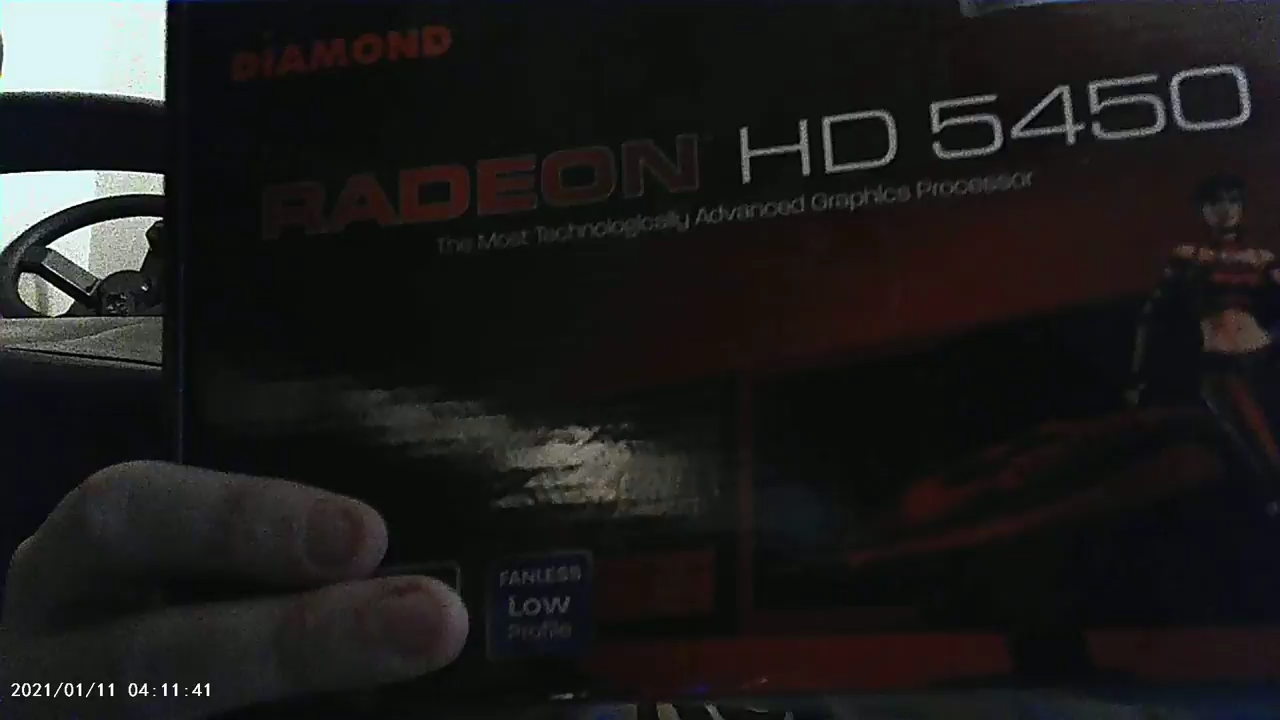 DIAMOND
RADEON HD 5450
The Most Technologically Advanced Graphics Processor
FANLESS
LOW
Profile
2021/01/11 04:11:41